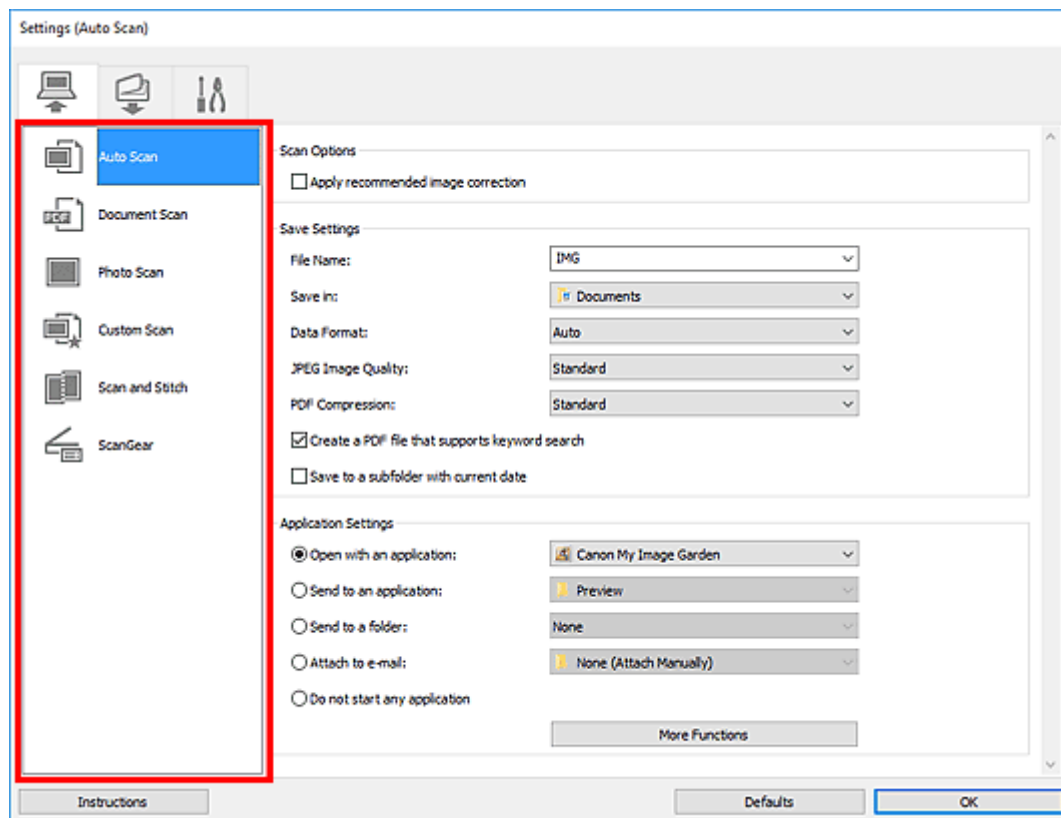 Settings (Auto Scan)
Auto Scan
Document Scan
Photo Scan
Custom Scan
Scan and Stitch
ScanGear
Scan Options
Apply recommended image correction
Save Settings
File Name: IMG
Save in: Documents
Data Format: Auto
JPEG Image Quality: Standard
PDF Compression: Standard
Create a PDF file that supports keyword search
Save to a subfolder with current date
Application Settings
Open with an application: Canon My Image Garden
Send to an application: Preview
Send to a folder: None
Attach to e-mail: None (Attach Manually)
Do not start any application
More Functions
Instructions Defaults OK